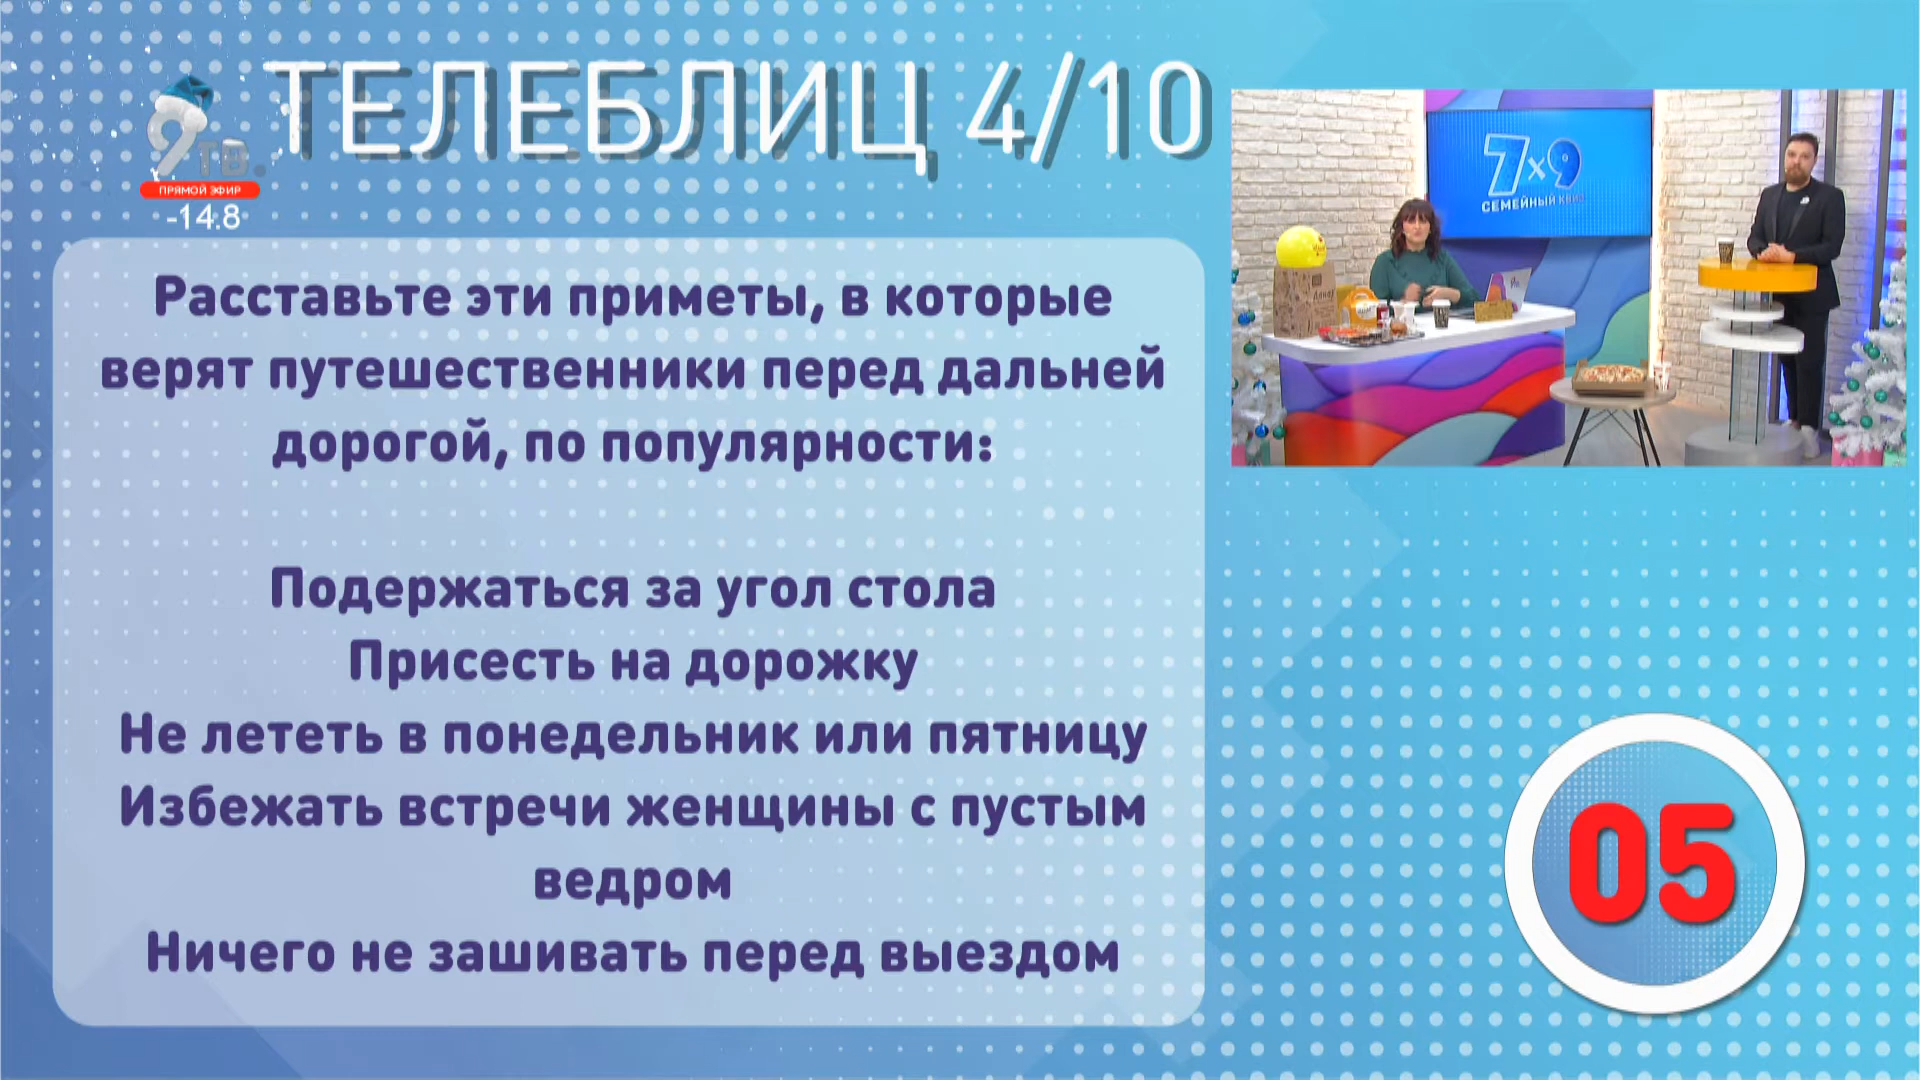 ТЕЛЕБЛИЦ 4/10
9 ТВ.
ПРЯМОЙ ЭФИР
-14.8
7x9
СЕМЕЙНЫЙ КВИЗ
Расставьте эти приметы, в которые
верят путешественники перед дальней
дорогой, по популярности:
Подержаться за угол стола
Присесть на дорожку
Не лететь в понедельник или пятницу
Избежать встречи женщины с пустым
ведром
Ничего не зашивать перед выездом
05